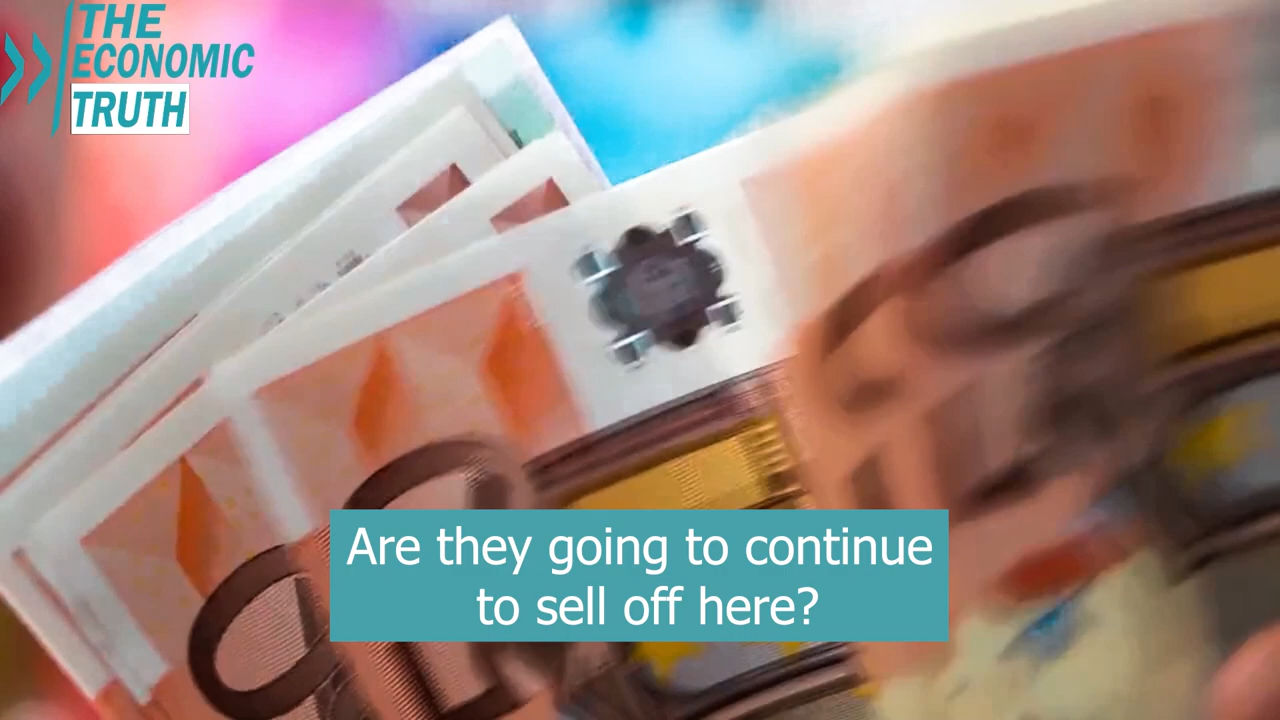 THE
ECONOMIC
TRUTH
Are they going to continue
to sell off here?